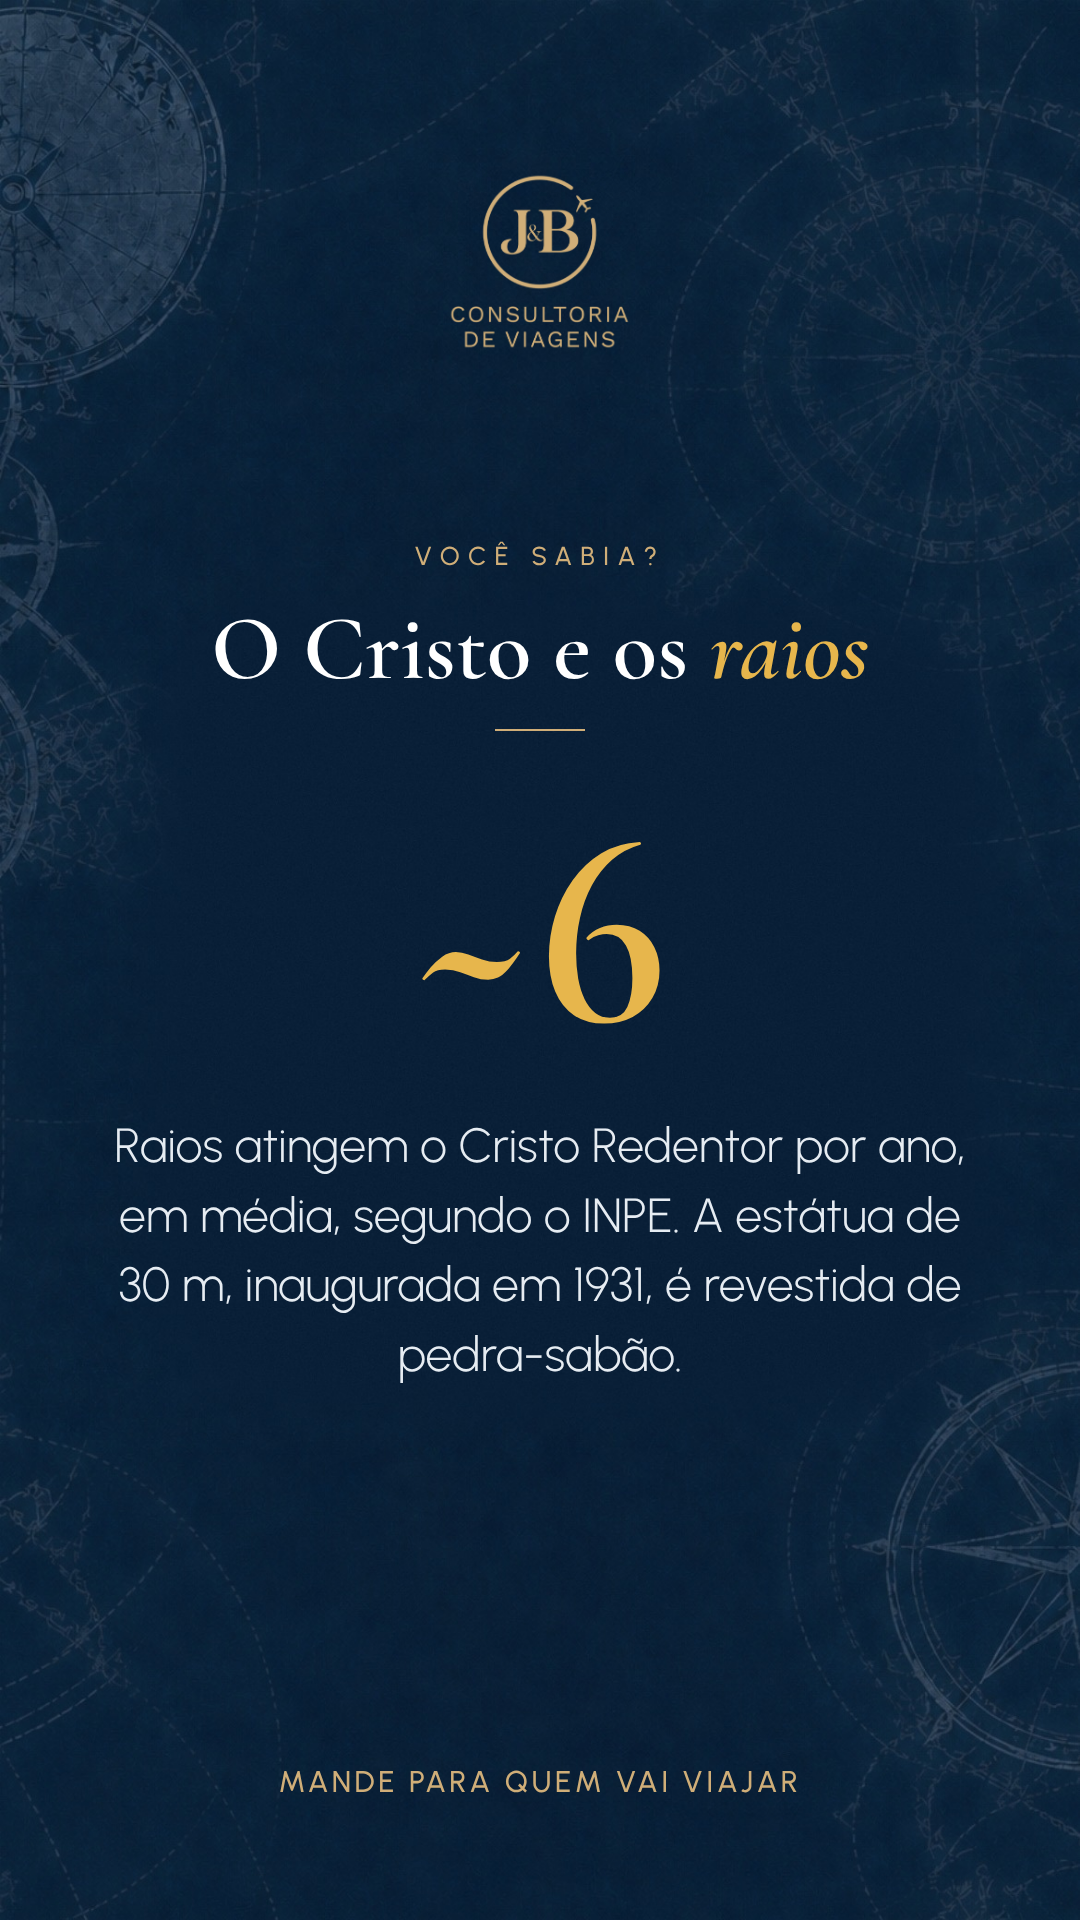 J&B
CONSULTORIA
DE VIAGENS
VOCÊ SABIA?
O Cristo e os raios
~6
Raios atingem o Cristo Redentor por ano,
em média, segundo o INPE. A estátua de
30 m, inaugurada em 1931, é revestida de
pedra-sabão.
MANDE PARA QUEM VAI VIAJAR